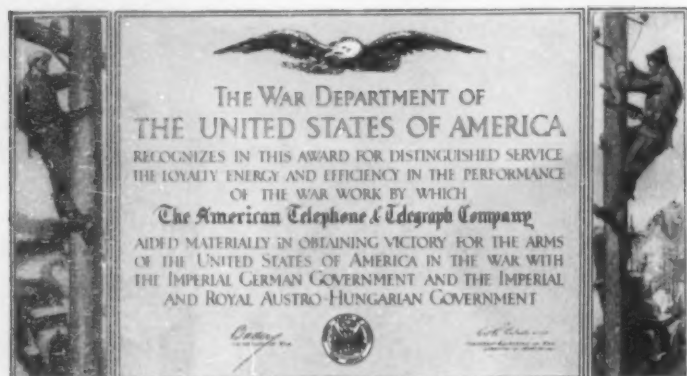 THE WAR DEPARTMENT OF
THE UNITED STATES OF AMERICA
RECOGNIZES IN THIS AWARD FOR DISTINGUISHED SERVICE
THE LOYALTY ENERGY AND EFFICIENCY IN THE PERFORMANCE
OF THE WAR WORK BY WHICH
The American Telephone & Telegraph Company
AIDED MATERIALLY IN OBTAINING VICTORY FOR THE ARMS
OF THE UNITED STATES OF AMERICA IN THE WAR WITH
THE IMPERIAL GERMAN GOVERNMENT AND THE IMPERIAL
AND ROYAL AUSTRO-HUNGARIAN GOVERNMENT